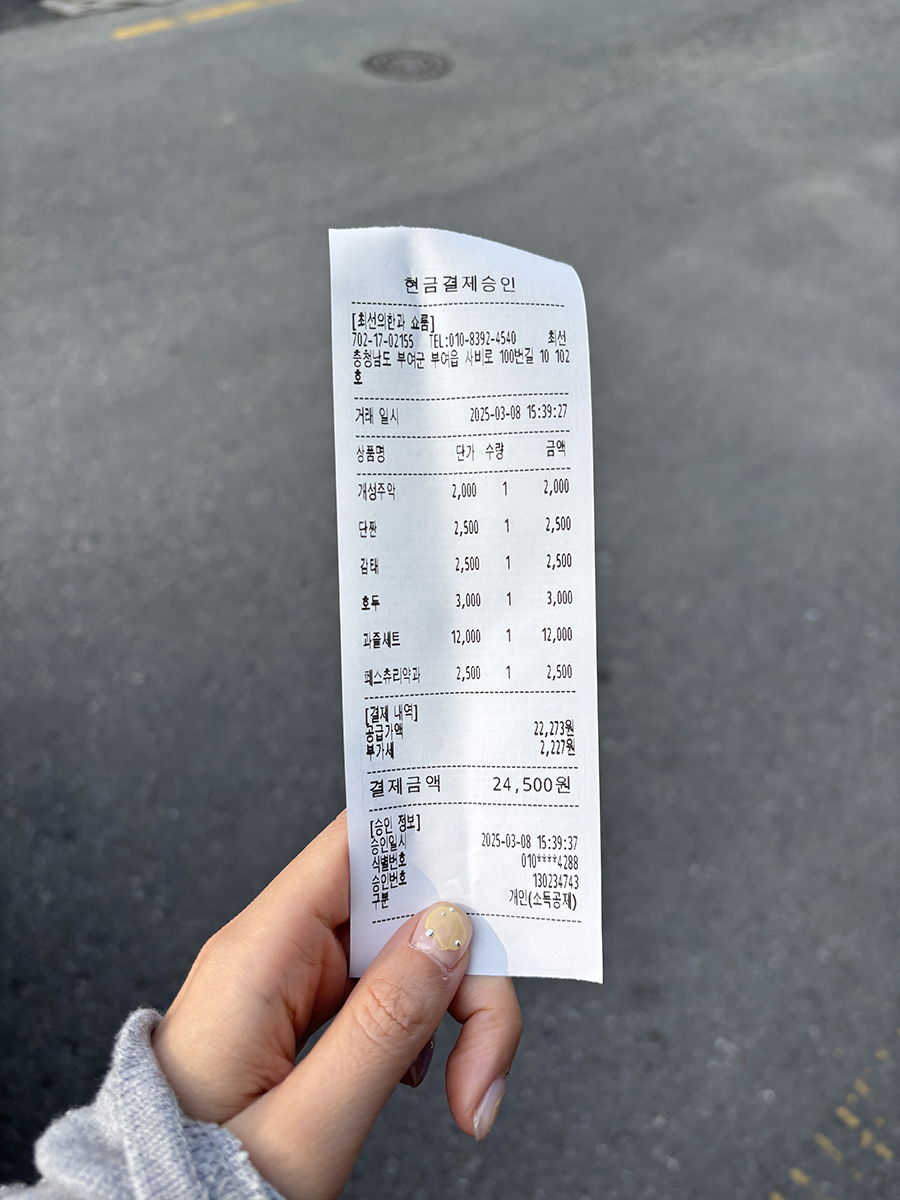 현금결제승인
[최선의한과 쇼룸]
702-17-02155 TEL:010-8392-4540 최선
충청남도 부여군 부여읍 사비로 100번길 10 102
호
거래 일시 2025-03-08 15:39:27
상품명 단가 수량 금액
개성주악 2,000 1 2,000
단짠 2,500 1 2,500
감태 2,500 1 2,500
호두 3,000 1 3,000
과줄세트 12,000 1 12,000
페스츄리약과 2,500 1 2,500
[결제 내역]
공급가액 22,273원
부가세 2,227원
결제금액 24,500원
[승인 정보]
승인일시 2025-03-08 15:39:37
식별번호 010****4288
승인번호 130234743
구분 개인(소득공제)